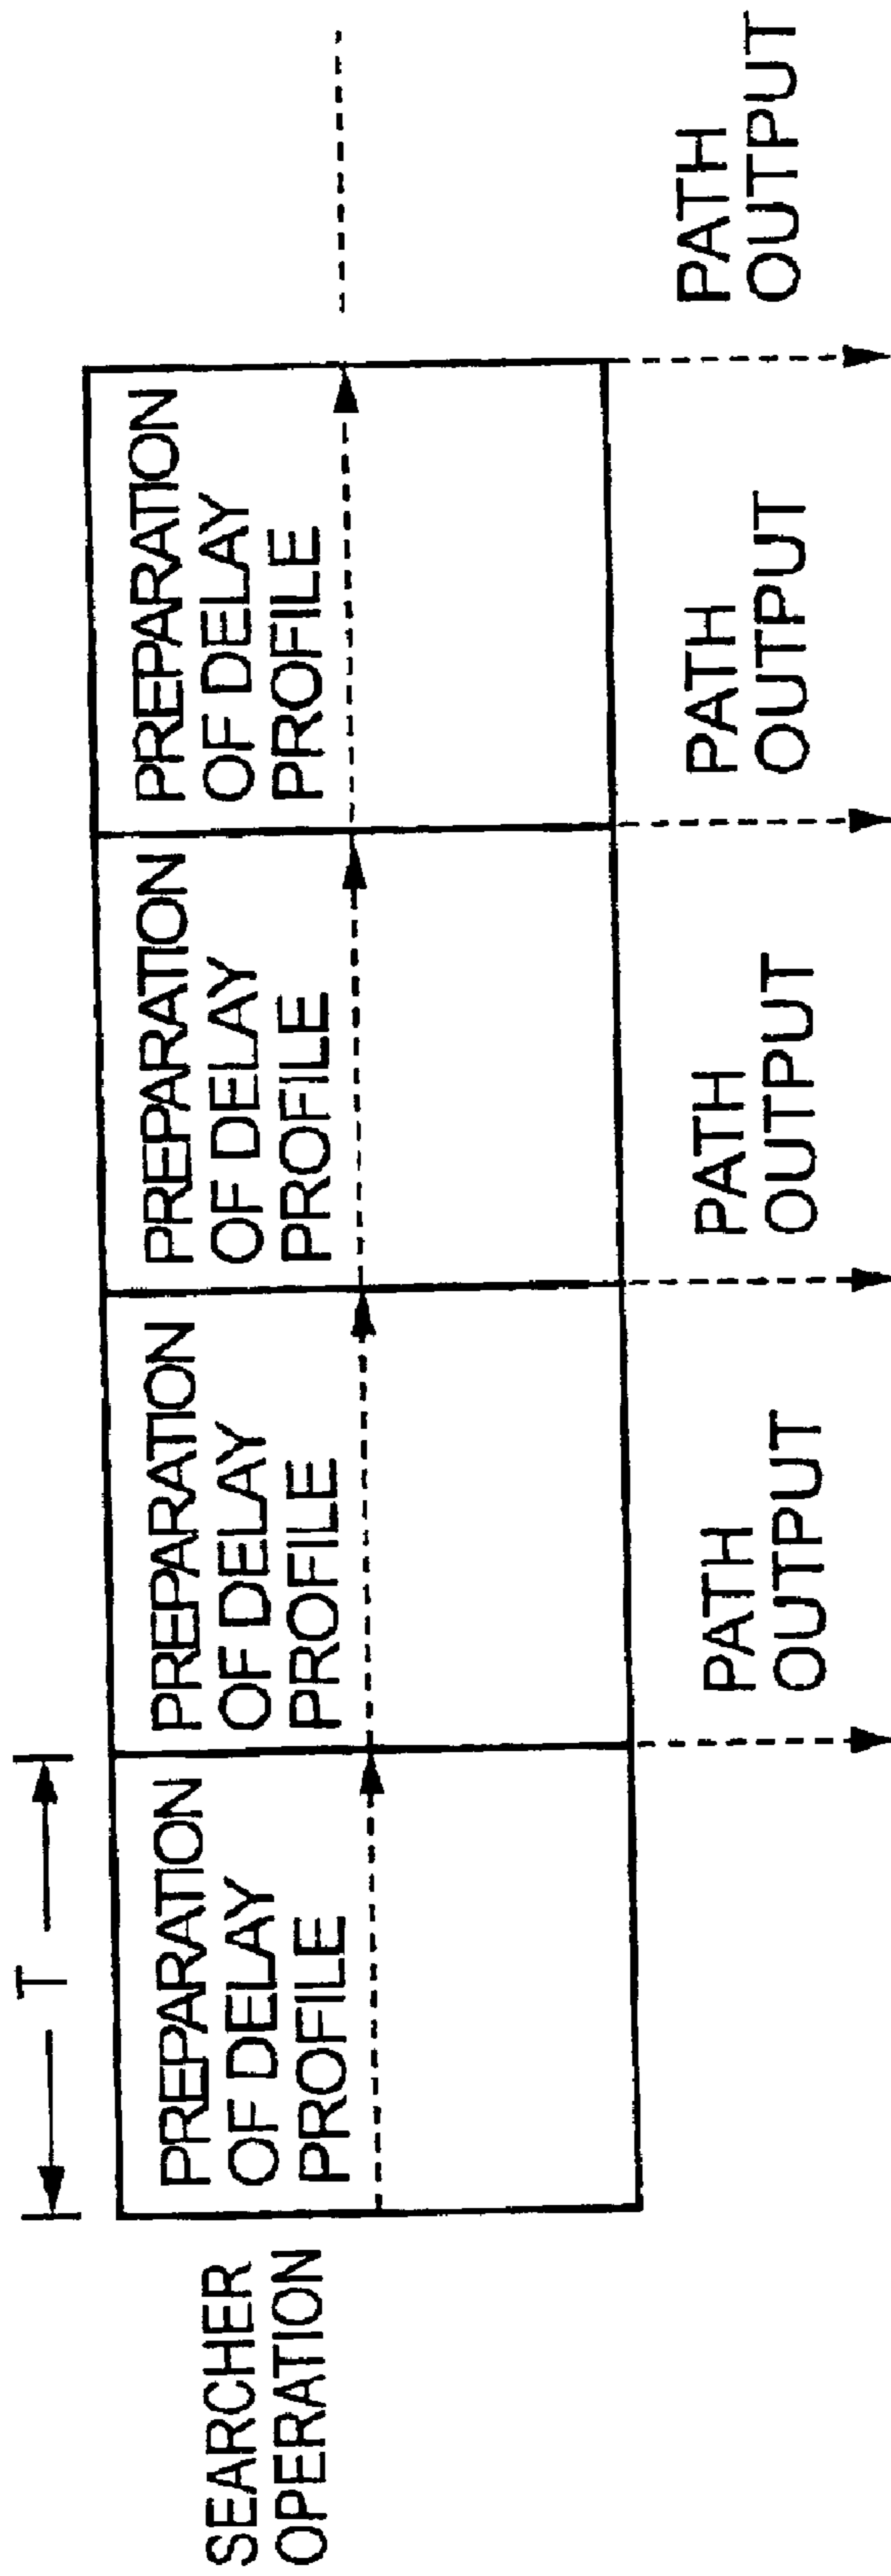 T
SEARCHER
OPERATION
PREPARATION
OF DELAY
PROFILE
PREPARATION
OF DELAY
PROFILE
PREPARATION
OF DELAY
PROFILE
PREPARATION
OF DELAY
PROFILE
PATH
OUTPUT
PATH
OUTPUT
PATH
OUTPUT
PATH
OUTPUT